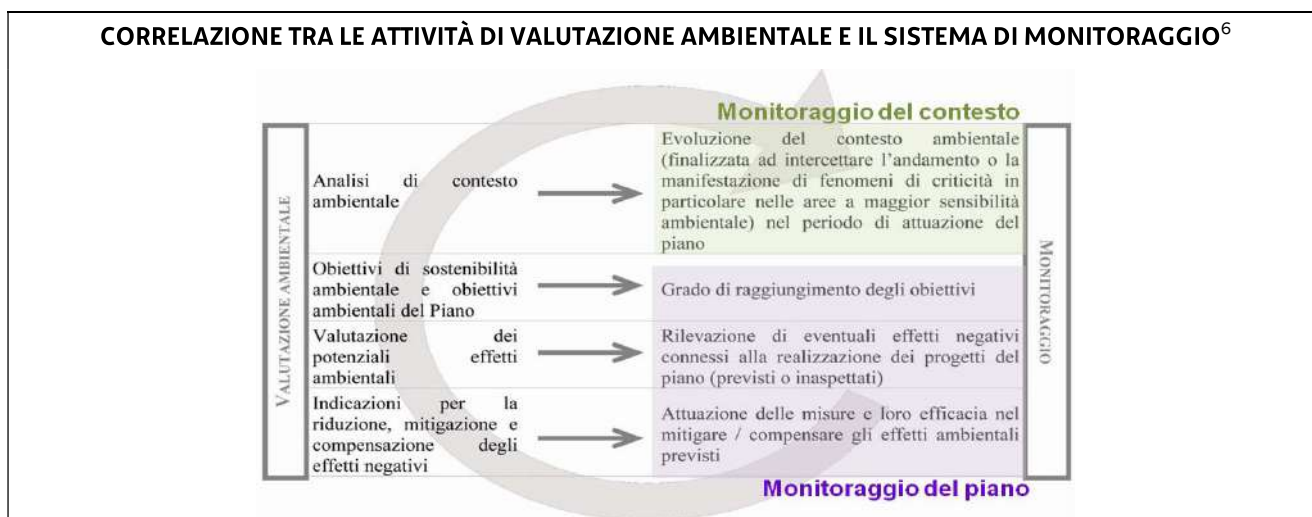 CORRELAZIONE TRA LE ATTIVITÀ DI VALUTAZIONE AMBIENTALE E IL SISTEMA DI MONITORAGGIO⁶
Monitoraggio del contesto
VALUTAZIONE AMBIENTALE
Analisi di contesto
ambientale
Evoluzione del contesto ambientale
(finalizzata ad intercettare l'andamento o la
manifestazione di fenomeni di criticità in
particolare nelle aree a maggior sensibilità
ambientale) nel periodo di attuazione del
piano
Obiettivi di sostenibilità
ambientale e obiettivi
ambientali del Piano
Grado di raggiungimento degli obiettivi
Valutazione dei
potenziali effetti
ambientali
Rilevazione di eventuali effetti negativi
connessi alla realizzazione dei progetti del
piano (previsti o inaspettati)
Indicazioni per la
riduzione, mitigazione e
compensazione degli
effetti negativi
Attuazione delle misure e loro efficacia nel
mitigare / compensare gli effetti ambientali
previsti
MONITORAGGIO
Monitoraggio del piano